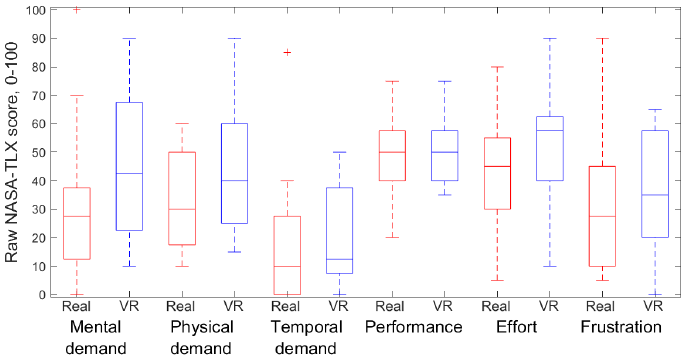 Raw NASA-TLX score, 0-100
100
90
80
70
60
50
40
30
20
10
0
Real VR Real VR Real VR Real VR Real VR Real VR
Mental Physical Temporal Performance Effort Frustration
demand demand demand